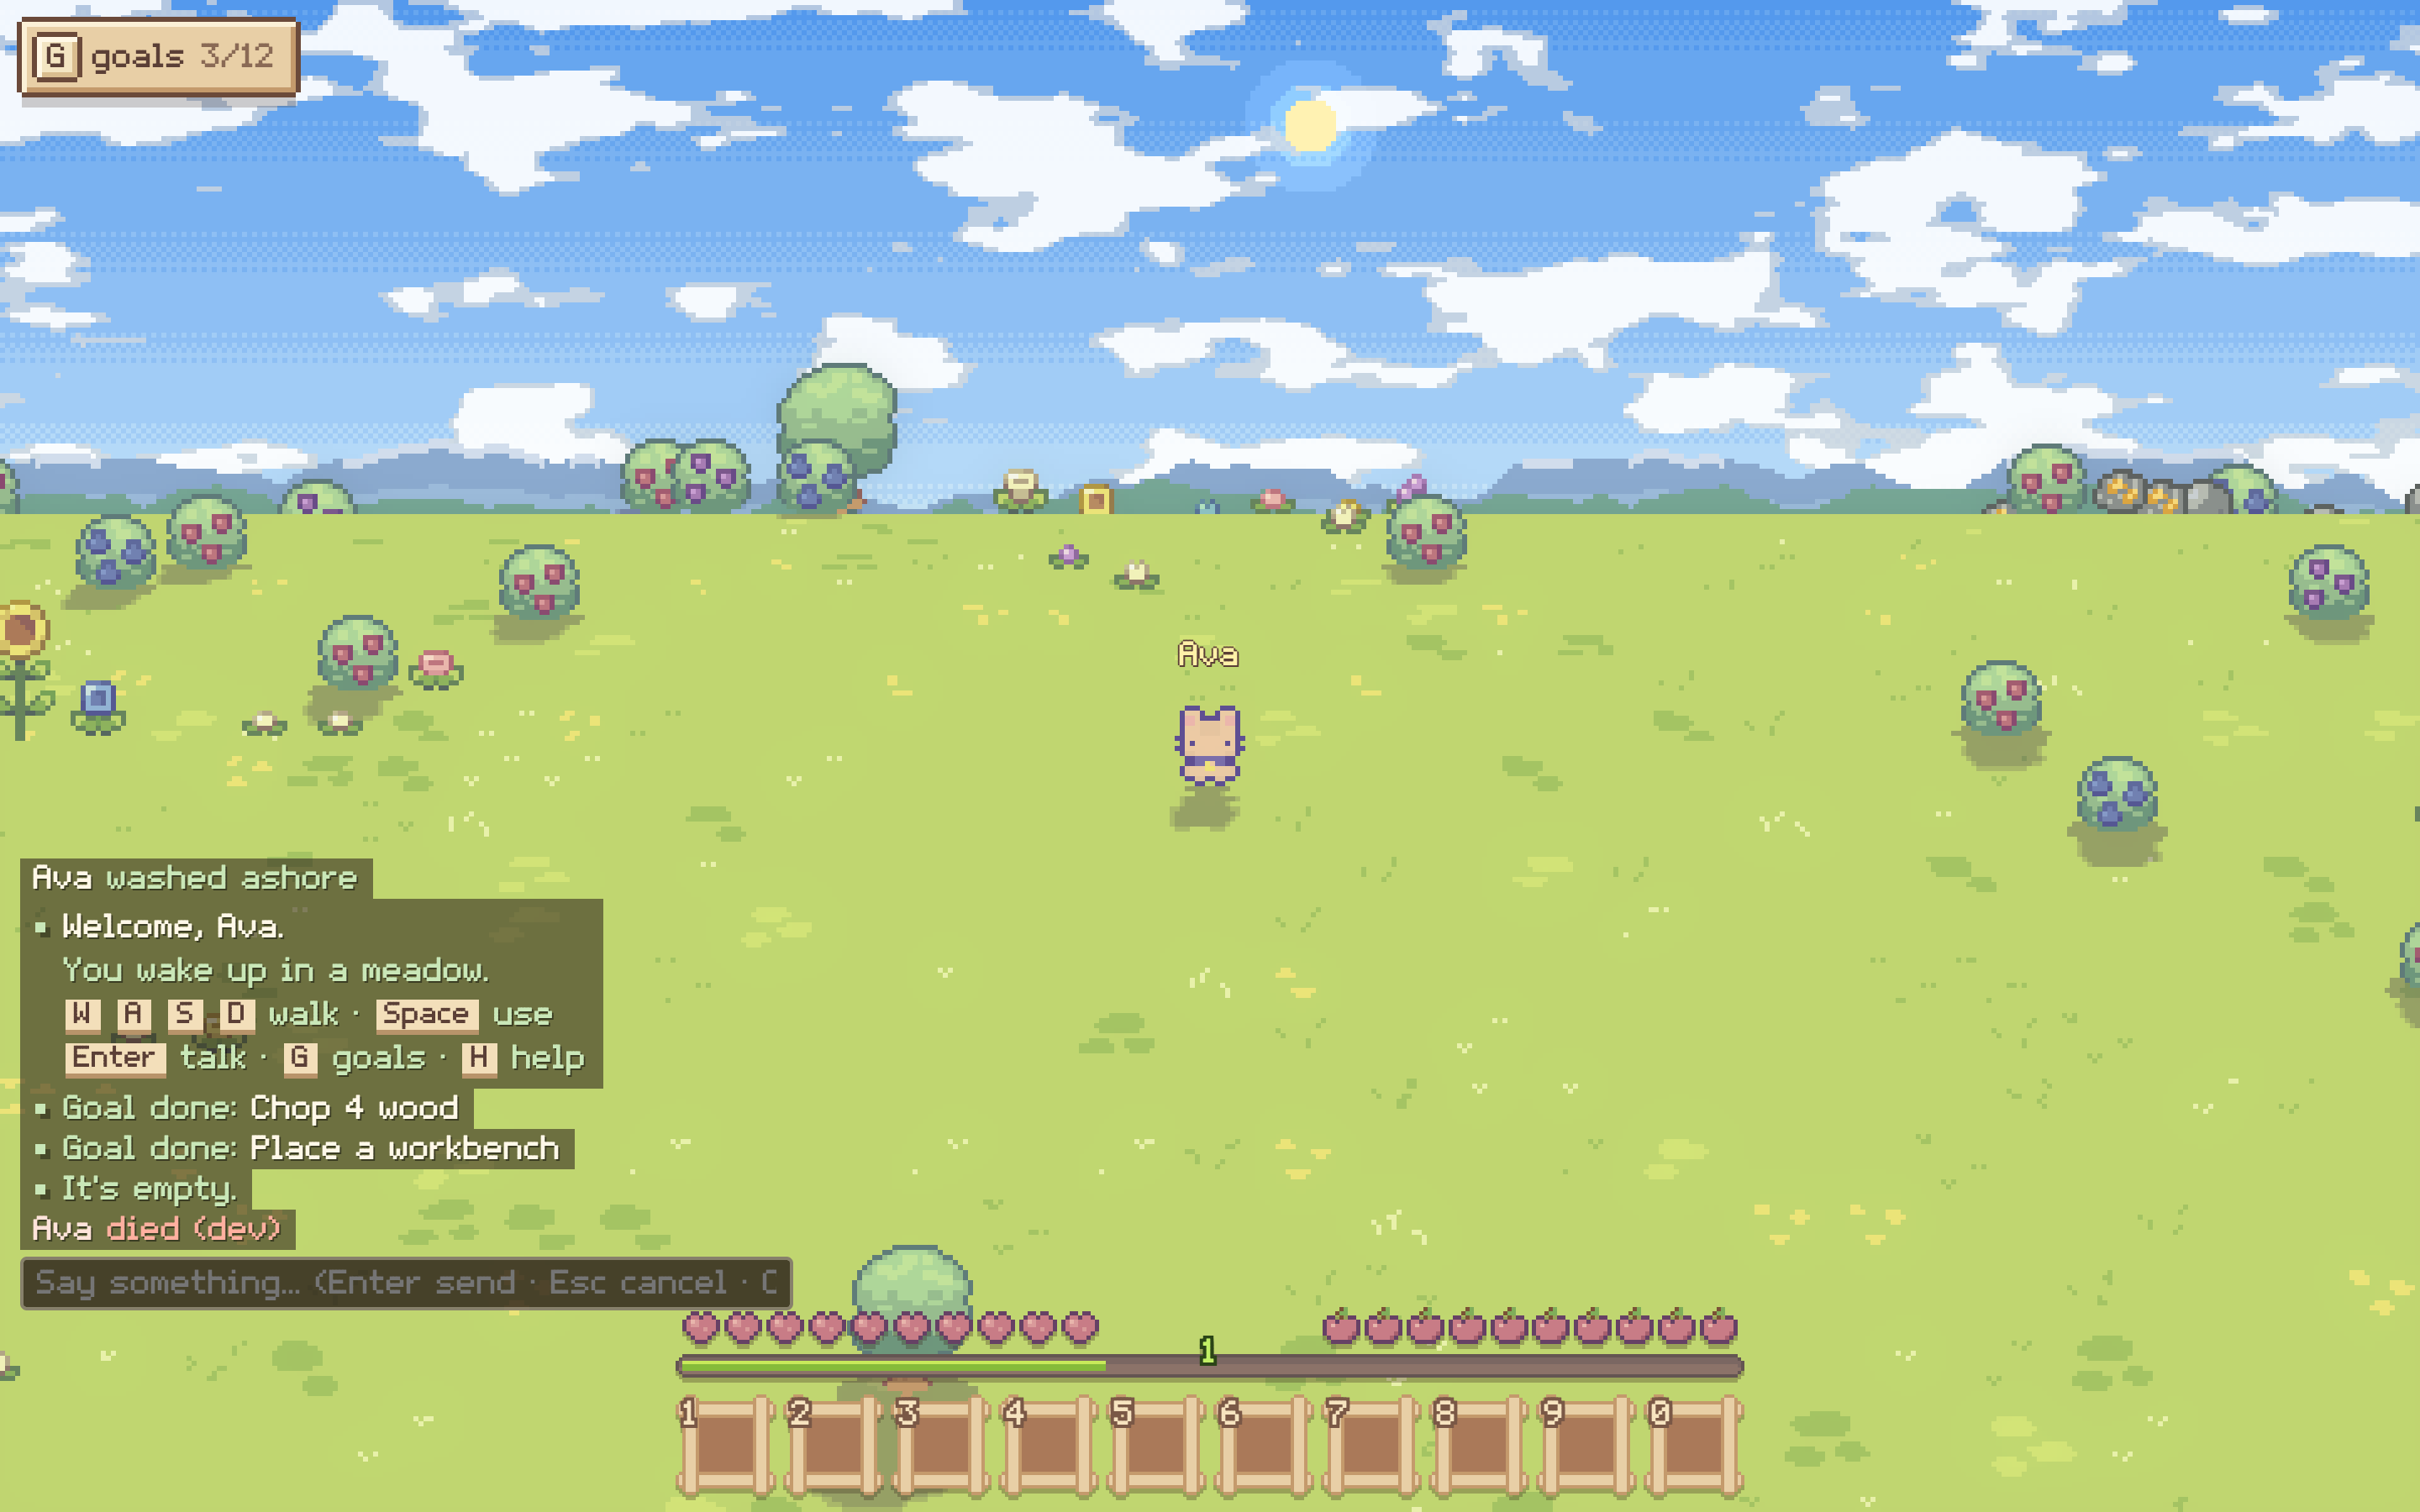 G goals 3/12
Ava
Ava washed ashore
Welcome, Ava.
You wake up in a meadow.
W A S D walk · Space use
Enter talk · G goals · H help
Goal done: Chop 4 wood
Goal done: Place a workbench
It's empty.
Ava died (dev)
Say something... (Enter send · Esc cancel ·
1
1 2 3 4 5 6 7 8 9 0